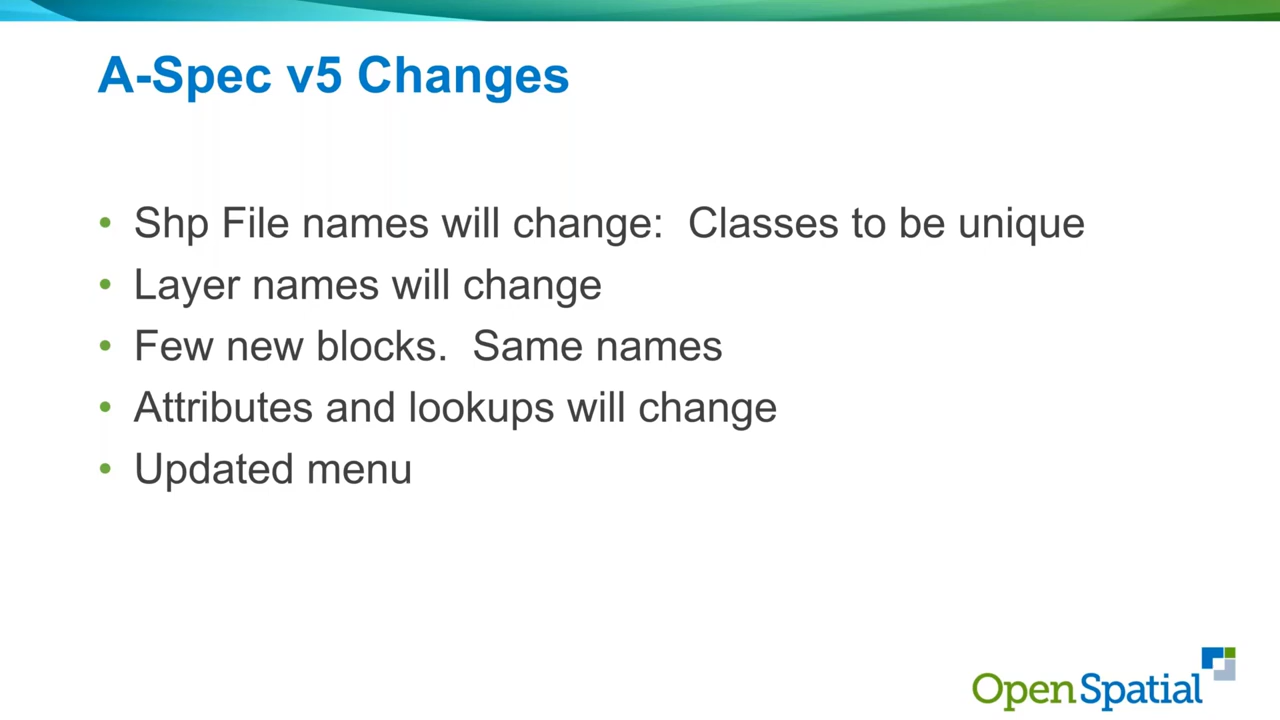 A-Spec v5 Changes
• Shp File names will change:  Classes to be unique
• Layer names will change
• Few new blocks.  Same names
• Attributes and lookups will change
• Updated menu
OpenSpatial